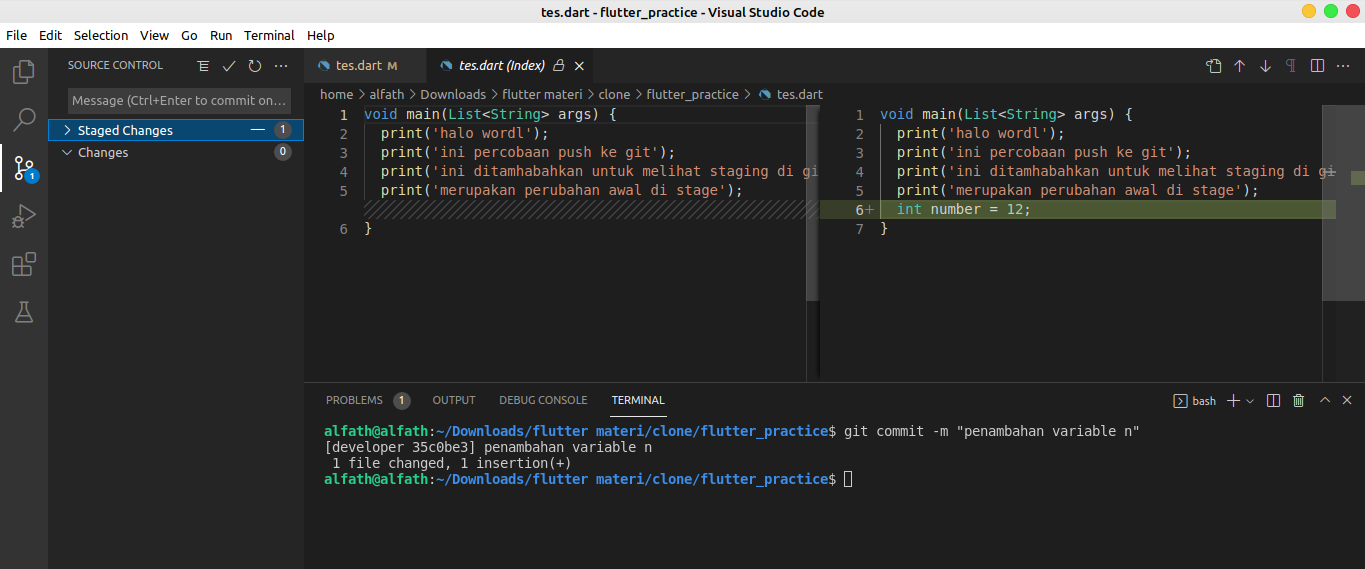 tes.dart - flutter_practice - Visual Studio Code
File Edit Selection View Go Run Terminal Help
SOURCE CONTROL
Message (Ctrl+Enter to commit on...
Staged Changes 1
Changes 0
1
tes.dart M
tes.dart (Index)
home > alfath > Downloads > flutter materi > clone > flutter_practice > tes.dart
1 void main(List<String> args) {
2 print('halo wordl');
3 print('ini percobaan push ke git');
4 print('ini ditamhabahkan untuk melihat staging di gi
5 print('merupakan perubahan awal di stage');
6 }
1 void main(List<String> args) {
2 print('halo wordl');
3 print('ini percobaan push ke git');
4 print('ini ditamhabahkan untuk melihat staging di gi
5 print('merupakan perubahan awal di stage');
6+ int number = 12;
7 }
PROBLEMS 1 OUTPUT DEBUG CONSOLE TERMINAL
bash
alfath@alfath:~/Downloads/flutter materi/clone/flutter_practice$ git commit -m "penambahan variable n"
[developer 35c0be3] penambahan variable n
1 file changed, 1 insertion(+)
alfath@alfath:~/Downloads/flutter materi/clone/flutter_practice$